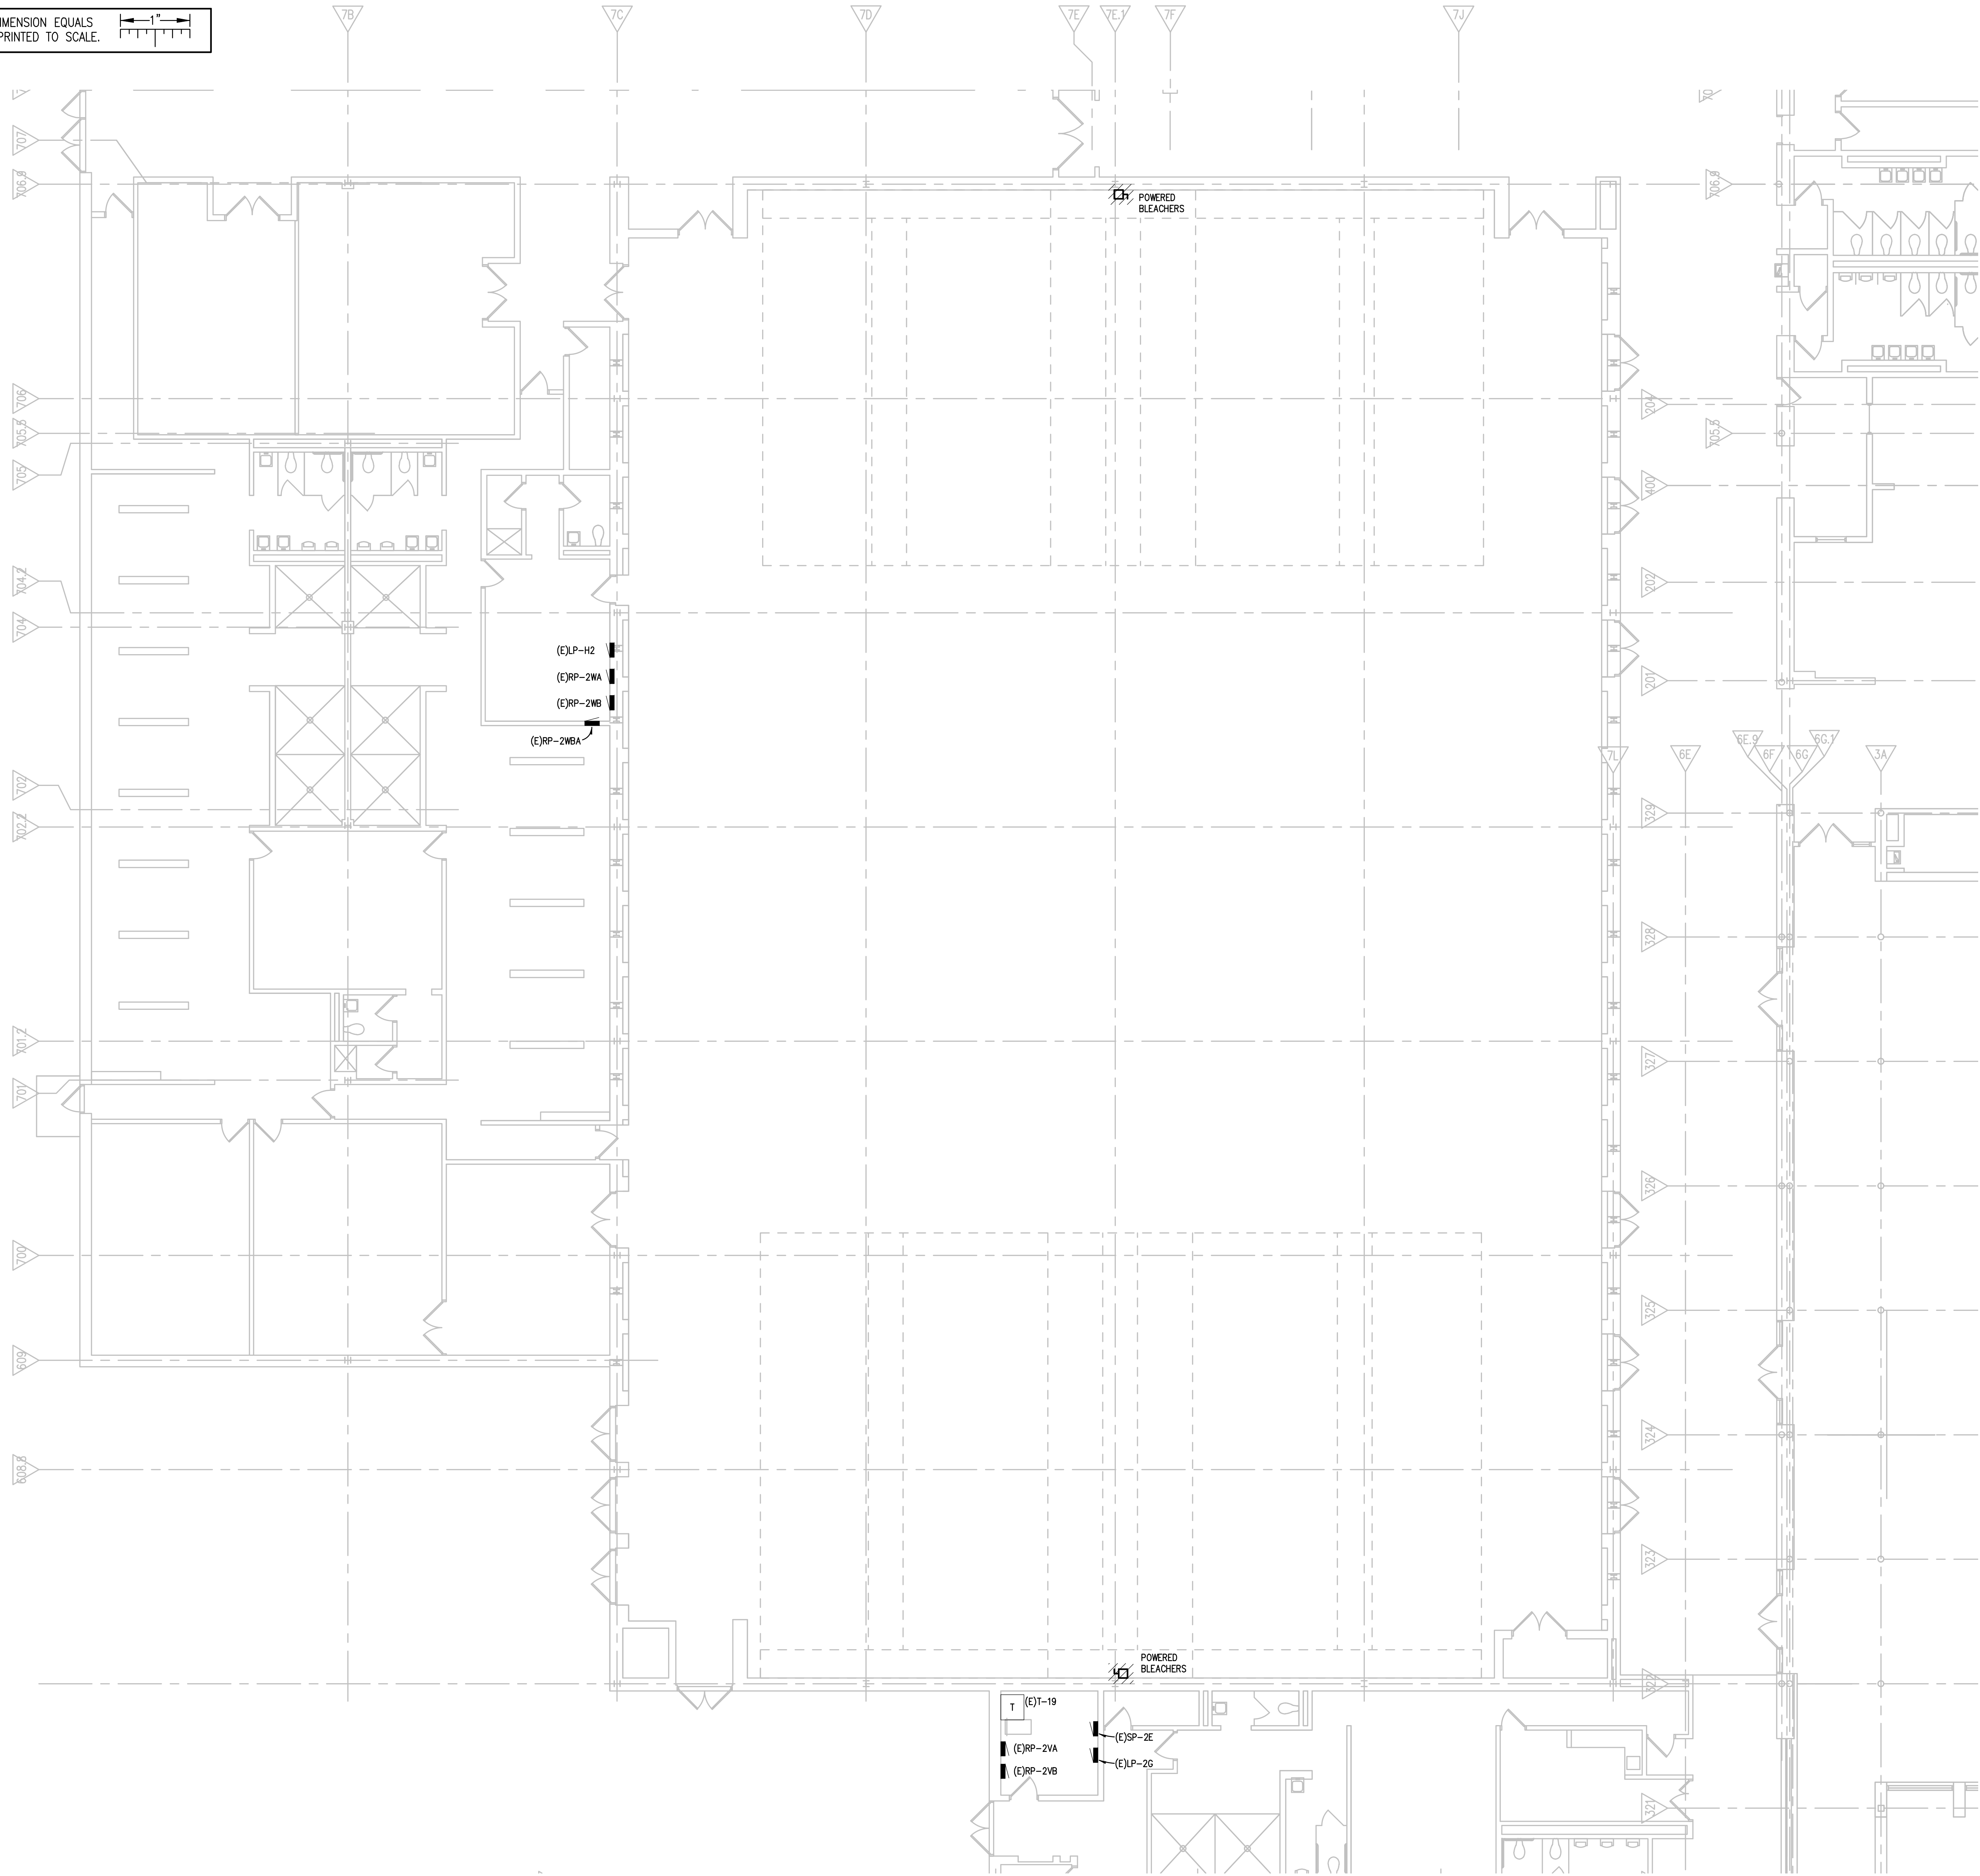 IMENSION EQUALS
PRINTED TO SCALE.
1"
7B
7C
7D
7E
7E.1
7F
7J
707
706.9
706.9
POWERED
BLEACHERS
706
705.5
705
204
705.5
400
704.2
704
202
(E)LP-H2
(E)RP-2WA
(E)RP-2WB
(E)RP-2WBA
201
7L
6E
6E.9
6F
6G
6G.1
3A
702
702.2
329
328
701.2
701
327
326
700
325
609
324
608.8
323
POWERED
BLEACHERS
322
T
(E)T-19
(E)SP-2E
(E)RP-2VA
(E)LP-2G
(E)RP-2VB
321